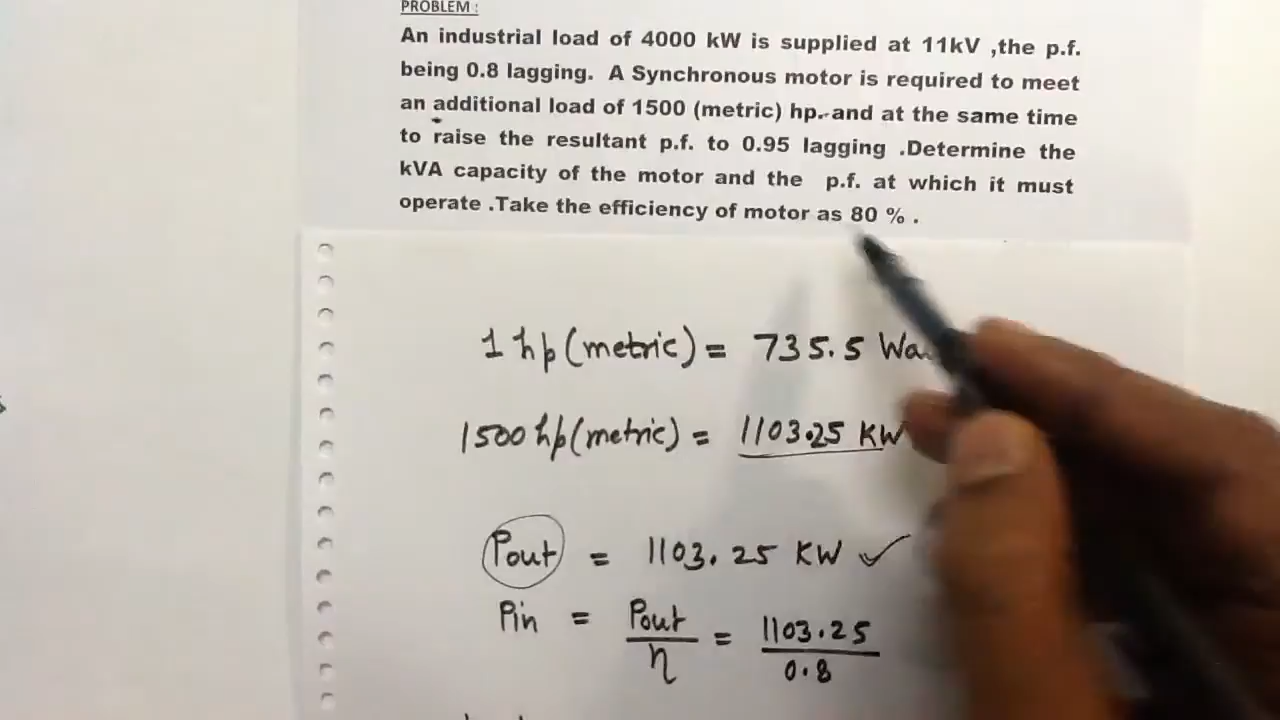 PROBLEM :
An industrial load of 4000 kW is supplied at 11kV ,the p.f.
being 0.8 lagging. A Synchronous motor is required to meet
an additional load of 1500 (metric) hp. and at the same time
to raise the resultant p.f. to 0.95 lagging .Determine the
kVA capacity of the motor and the p.f. at which it must
operate .Take the efficiency of motor as 80 % .
1 hp (metric) = 735.5
1500 hp (metric) = 1103.25 KW
Pout = 1103.25 KW ✓
Pin = Pout / η = 1103.25 / 0.8